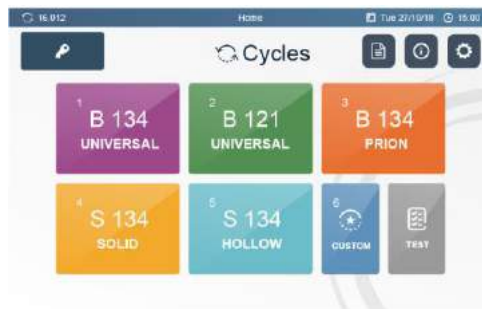 16.012 Home Tue 27/10/18 15:00
Cycles
1 2 3
B 134 B 121 B 134
UNIVERSAL UNIVERSAL PRION
4 5 6
S 134 S 134
SOLID HOLLOW CUSTOM TEST